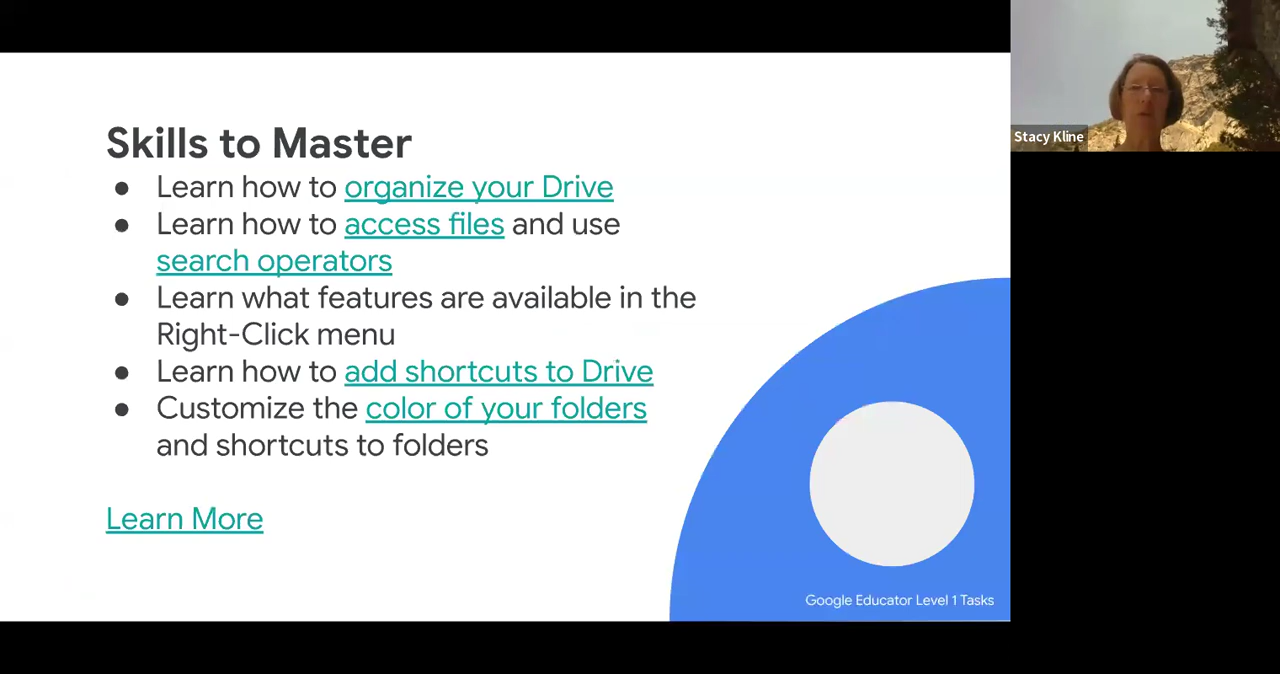 Skills to Master
● Learn how to organize your Drive
● Learn how to access files and use
search operators
● Learn what features are available in the
Right-Click menu
● Learn how to add shortcuts to Drive
● Customize the color of your folders
and shortcuts to folders
Learn More
Google Educator Level 1 Tasks
Stacy Kline